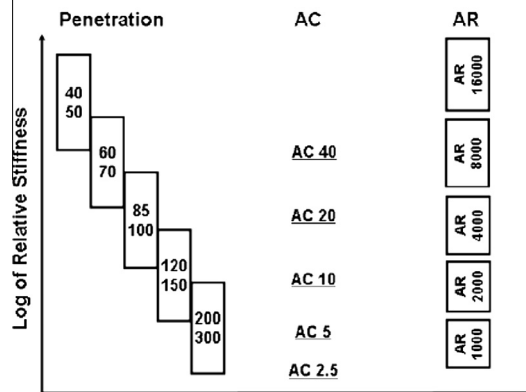 Penetration AC AR
Log of Relative Stiffness
40
50
60
70
85
100
120
150
200
300
AC 40
AC 20
AC 10
AC 5
AC 2.5
AR
16000
AR
8000
AR
4000
AR
2000
AR
1000